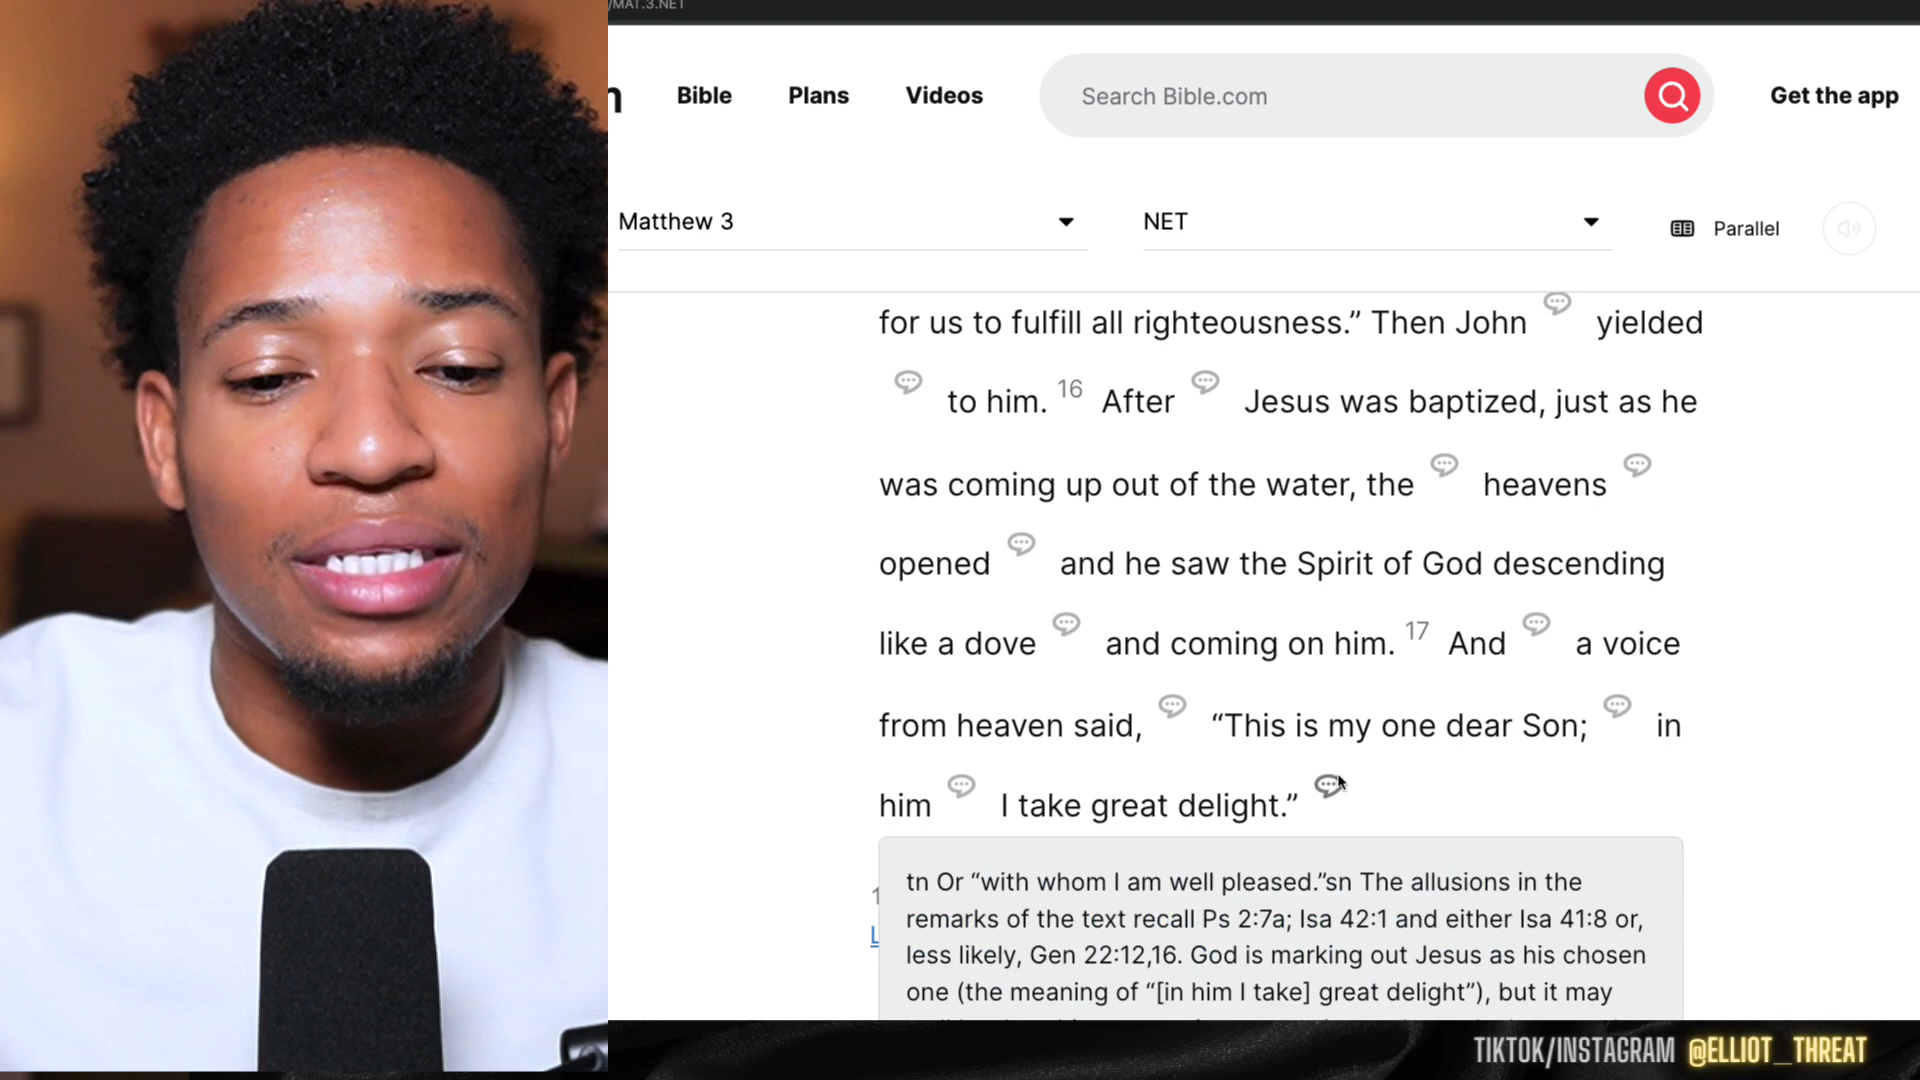 /MAT.3.NET
Bible Plans Videos Search Bible.com Get the app
Matthew 3 NET Parallel
for us to fulfill all righteousness.” Then John yielded
to him. 16 After Jesus was baptized, just as he
was coming up out of the water, the heavens
opened and he saw the Spirit of God descending
like a dove and coming on him. 17 And a voice
from heaven said, “This is my one dear Son; in
him I take great delight.”
tn Or “with whom I am well pleased.”sn The allusions in the
remarks of the text recall Ps 2:7a; Isa 42:1 and either Isa 41:8 or,
less likely, Gen 22:12,16. God is marking out Jesus as his chosen
one (the meaning of “[in him I take] great delight”), but it may
TIKTOK/INSTAGRAM @ELLIOT_THREAT